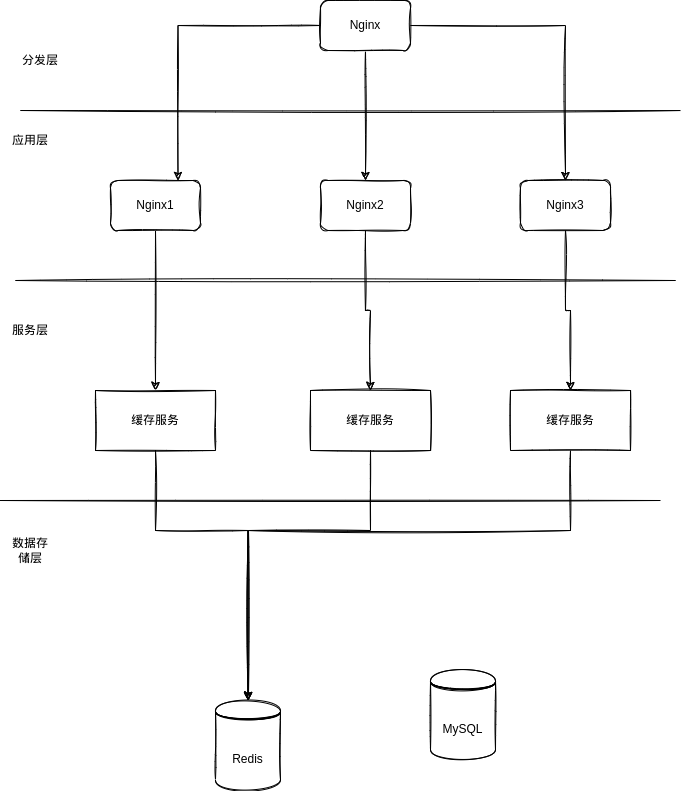 Nginx
分发层
应用层
Nginx1
Nginx2
Nginx3
服务层
缓存服务
缓存服务
缓存服务
数据存
储层
MySQL
Redis